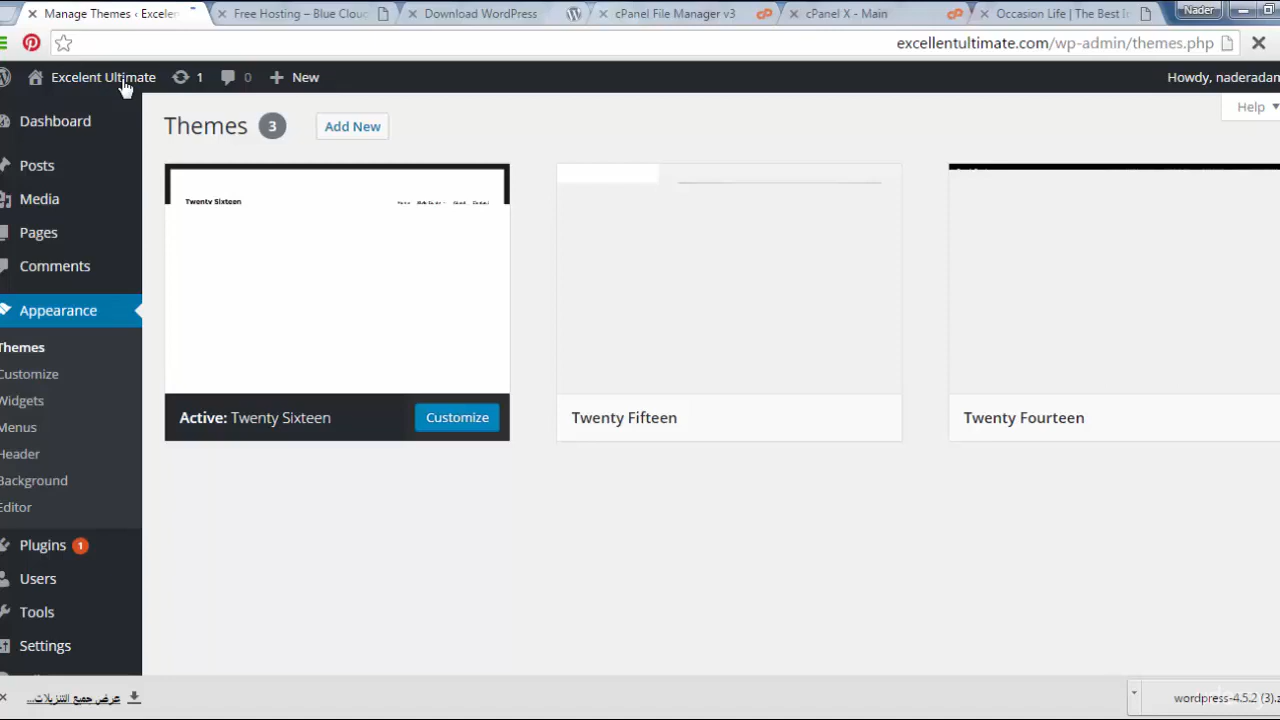 Manage Themes ‹ Excelen
Free Hosting – Blue Clou
Download WordPress
cPanel File Manager v3
cPanel X - Main
Occasion Life | The Best I
Nader
excellentultimate.com/wp-admin/themes.php
Excelent Ultimate
1
0
New
Howdy, naderadam
Help
Dashboard
Themes 3
Add New
Posts
Media
Pages
Comments
Appearance
Themes
Customize
Widgets
Menus
Header
Background
Editor
Plugins 1
Users
Tools
Settings
Twenty Sixteen
Active: Twenty Sixteen
Customize
Twenty Fifteen
Twenty Fourteen
عرض جميع التنزيلات...
wordpress-4.5.2 (3).z